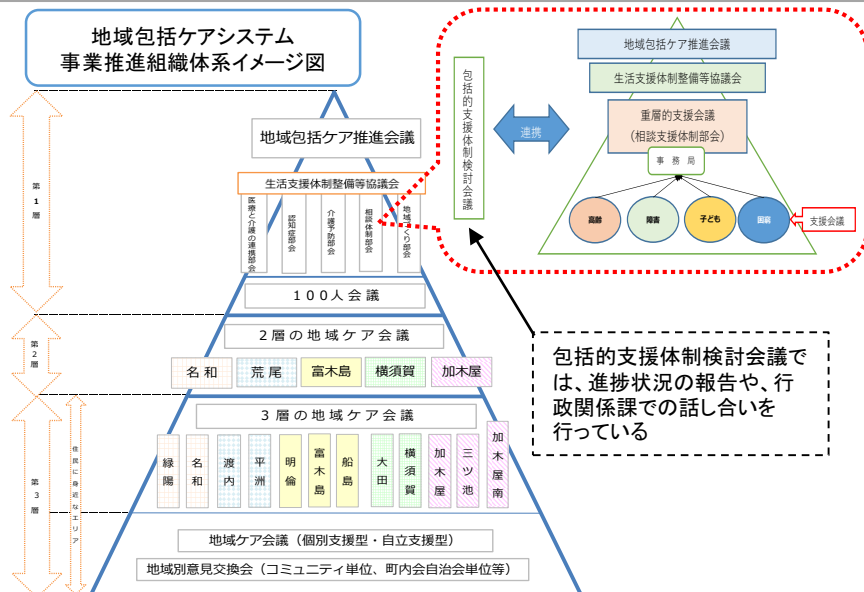 地域包括ケアシステム
事業推進組織体系イメージ図
第1層
地域包括ケア推進会議
生活支援体制整備等協議会
医療と介護の連携部会
認知症部会
介護予防部会
相談体制部会
地域づくり部会
100人会議
第2層
2層の地域ケア会議
名和
荒尾
富木島
横須賀
加木屋
第3層
住民に身近なエリア
3層の地域ケア会議
緑陽
名和
渡内
平洲
明倫
富木島
船島
大田
横須賀
加木屋
三ツ池
加木屋南
地域ケア会議（個別支援型・自立支援型）
地域別意見交換会（コミュニティ単位、町内会自治会単位等）
包括的支援体制検討会議
連携
地域包括ケア推進会議
生活支援体制整備等協議会
重層的支援会議
（相談支援体制部会）
事務局
高齢
障害
子ども
困窮
支援会議
包括的支援体制検討会議で
は、進捗状況の報告や、行
政関係課での話し合いを
行っている